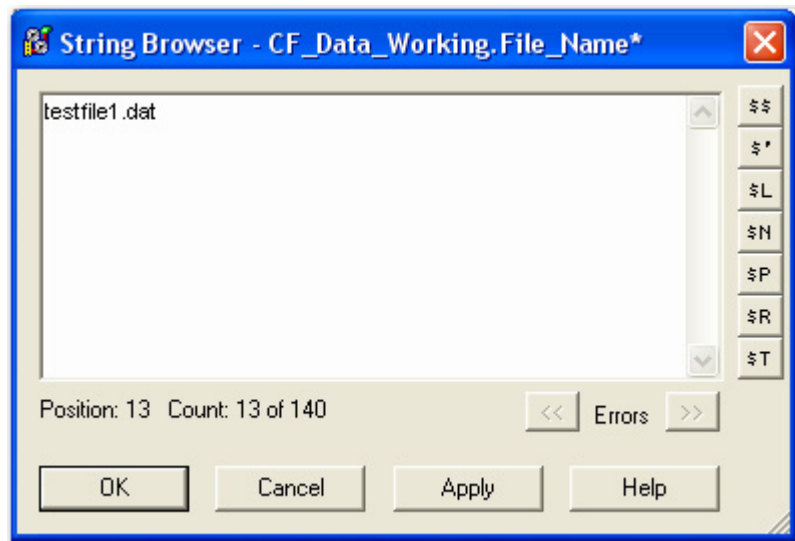 String Browser - CF_Data_Working.File_Name*
testfile1.dat
$$
$'
$L
$N
$P
$R
$T
Position: 13 Count: 13 of 140
<< Errors >>
OK Cancel Apply Help